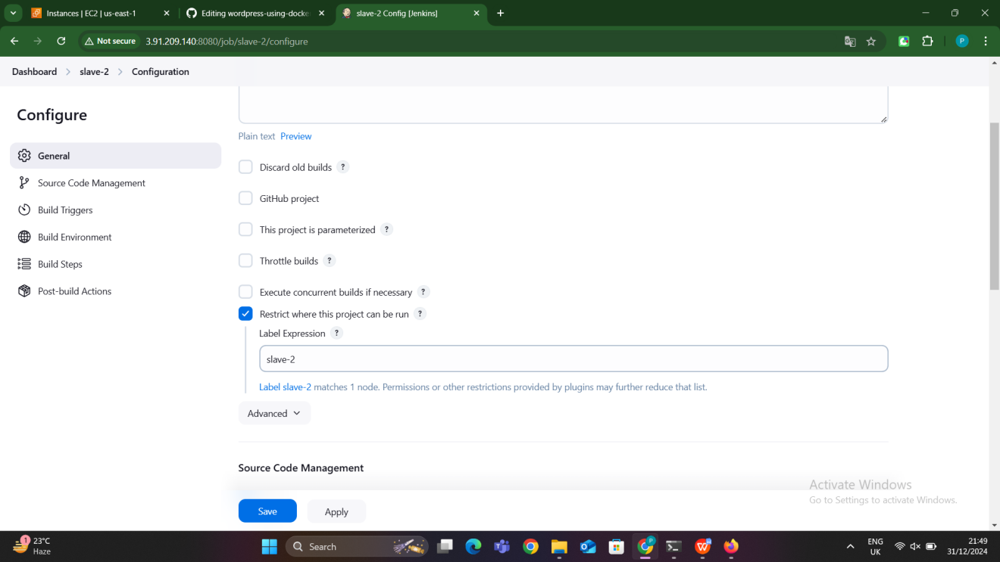 Instances | EC2 | us-east-1
Editing wordpress-using-docke
slave-2 Config [Jenkins]
Not secure
3.91.209.140:8080/job/slave-2/configure
P
Dashboard > slave-2 > Configuration
Configure
General
Source Code Management
Build Triggers
Build Environment
Build Steps
Post-build Actions
Plain text Preview
Discard old builds ?
GitHub project
This project is parameterized ?
Throttle builds ?
Execute concurrent builds if necessary ?
Restrict where this project can be run ?
Label Expression ?
slave-2
Label slave-2 matches 1 node. Permissions or other restrictions provided by plugins may further reduce that list.
Advanced
Source Code Management
Save
Apply
Activate Windows
Go to Settings to activate Windows.
1
23°C
Haze
Search
P
ENG
UK
21:49
31/12/2024